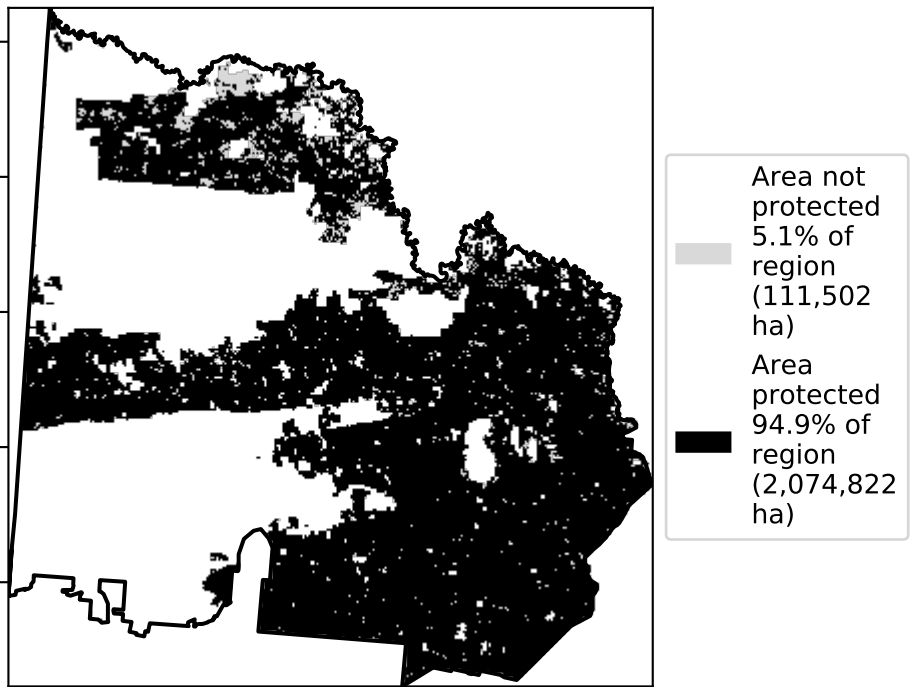 Area not
protected
5.1% of
region
(111,502
ha)
Area
protected
94.9% of
region
(2,074,822
ha)